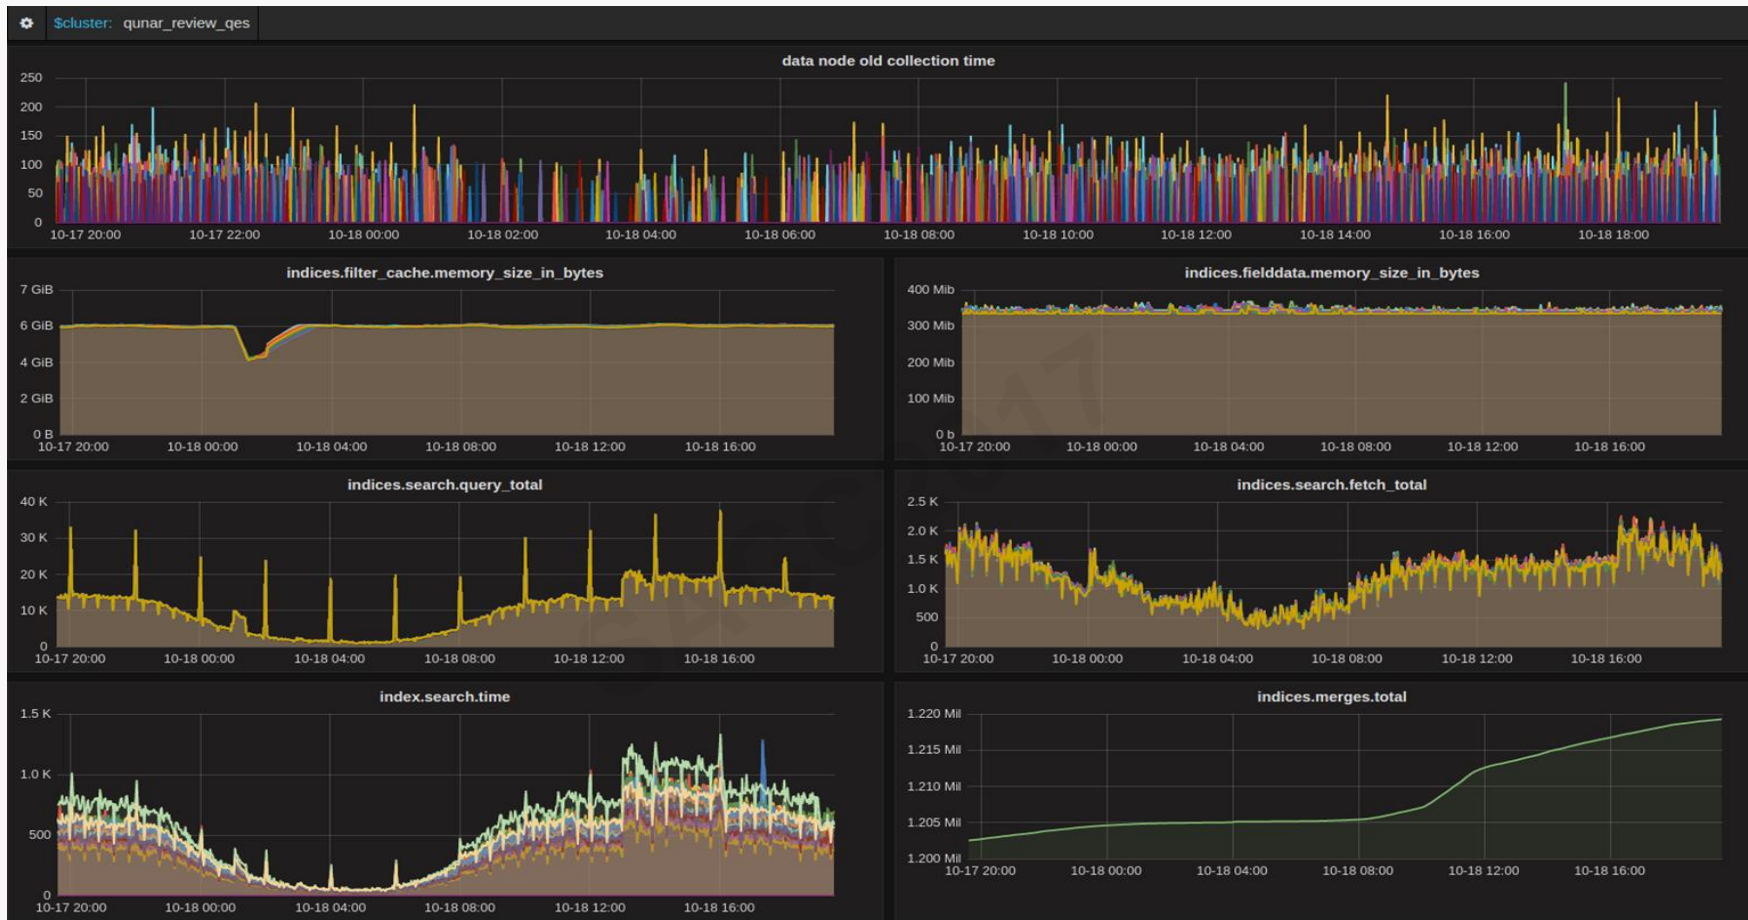 $cluster: qunar_review_qes
data node old collection time
250
200
150
100
50
0
10-17 20:00 10-17 22:00 10-18 00:00 10-18 02:00 10-18 04:00 10-18 06:00 10-18 08:00 10-18 10:00 10-18 12:00 10-18 14:00 10-18 16:00 10-18 18:00
indices.filter_cache.memory_size_in_bytes
7 GiB
6 GiB
4 GiB
2 GiB
0 B
10-17 20:00 10-18 00:00 10-18 04:00 10-18 08:00 10-18 12:00 10-18 16:00
indices.fielddata.memory_size_in_bytes
400 Mib
300 Mib
200 Mib
100 Mib
0 b
10-17 20:00 10-18 00:00 10-18 04:00 10-18 08:00 10-18 12:00 10-18 16:00
indices.search.query_total
40 K
30 K
20 K
10 K
0
10-17 20:00 10-18 00:00 10-18 04:00 10-18 08:00 10-18 12:00 10-18 16:00
indices.search.fetch_total
2.5 K
2.0 K
1.5 K
1.0 K
500
0
10-17 20:00 10-18 00:00 10-18 04:00 10-18 08:00 10-18 12:00 10-18 16:00
index.search.time
1.5 K
1.0 K
500
0
10-17 20:00 10-18 00:00 10-18 04:00 10-18 08:00 10-18 12:00 10-18 16:00
indices.merges.total
1.220 Mil
1.215 Mil
1.210 Mil
1.205 Mil
1.200 Mil
10-17 20:00 10-18 00:00 10-18 04:00 10-18 08:00 10-18 12:00 10-18 16:00